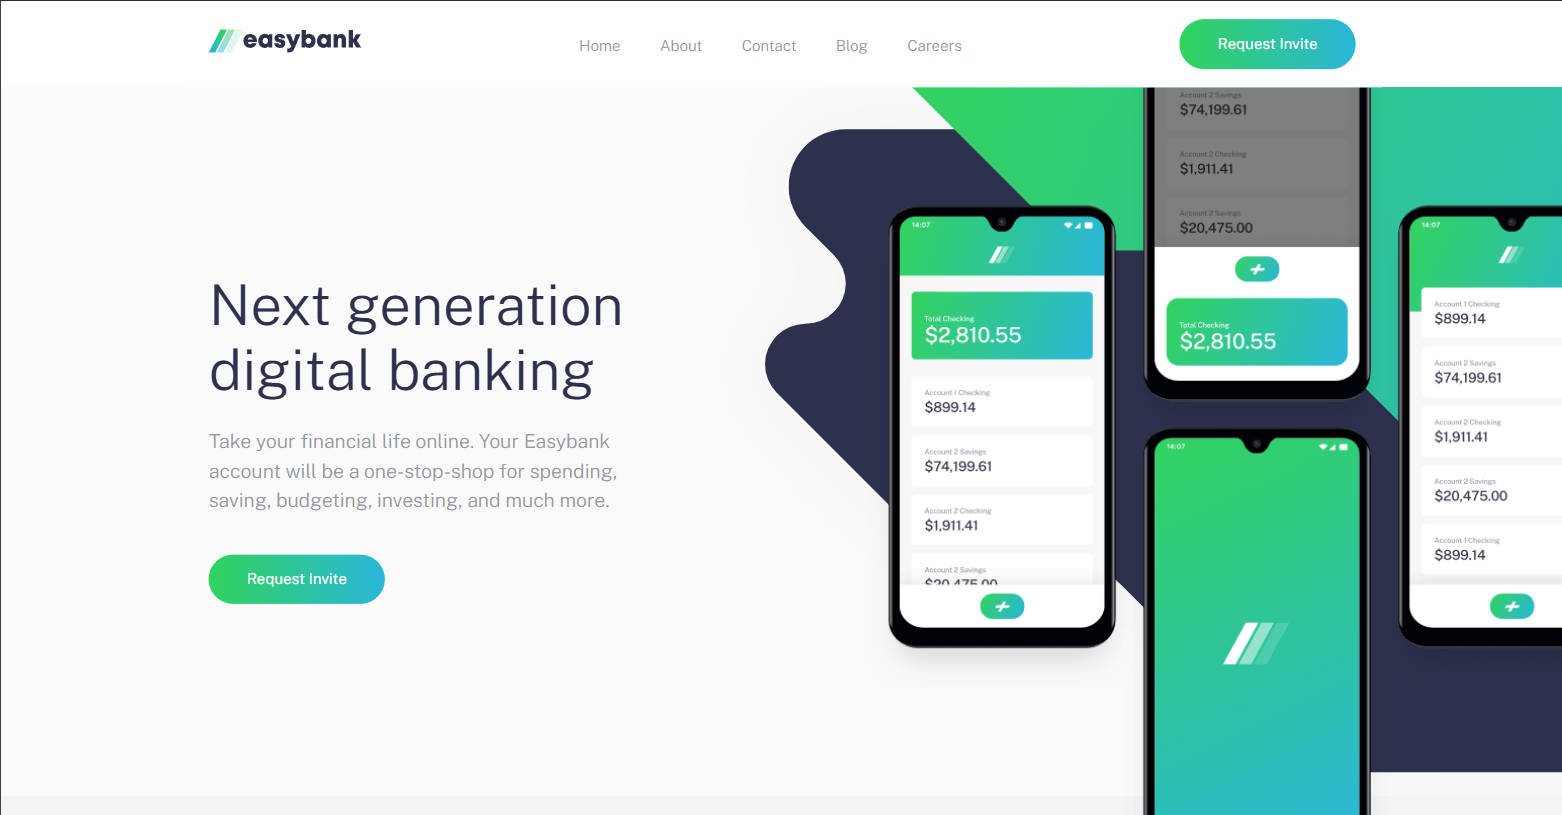 easybank
Home
About
Contact
Blog
Careers
Request Invite
Next generation
digital banking
Take your financial life online. Your Easybank
account will be a one-stop-shop for spending,
saving, budgeting, investing, and much more.
Request Invite
14:07
Total Checking
$2,810.55
Account 1 Checking
$899.14
Account 2 Savings
$74,199.61
Account 2 Checking
$1,911.41
Account 2 Savings
$20,475.00
Account 2 Savings
$74,199.61
Account 2 Checking
$1,911.41
Account 2 Savings
$20,475.00
Total Checking
$2,810.55
14:07
14:07
Account 1 Checking
$899.14
Account 2 Savings
$74,199.61
Account 2 Checking
$1,911.41
Account 2 Savings
$20,475.00
Account 1 Checking
$899.14